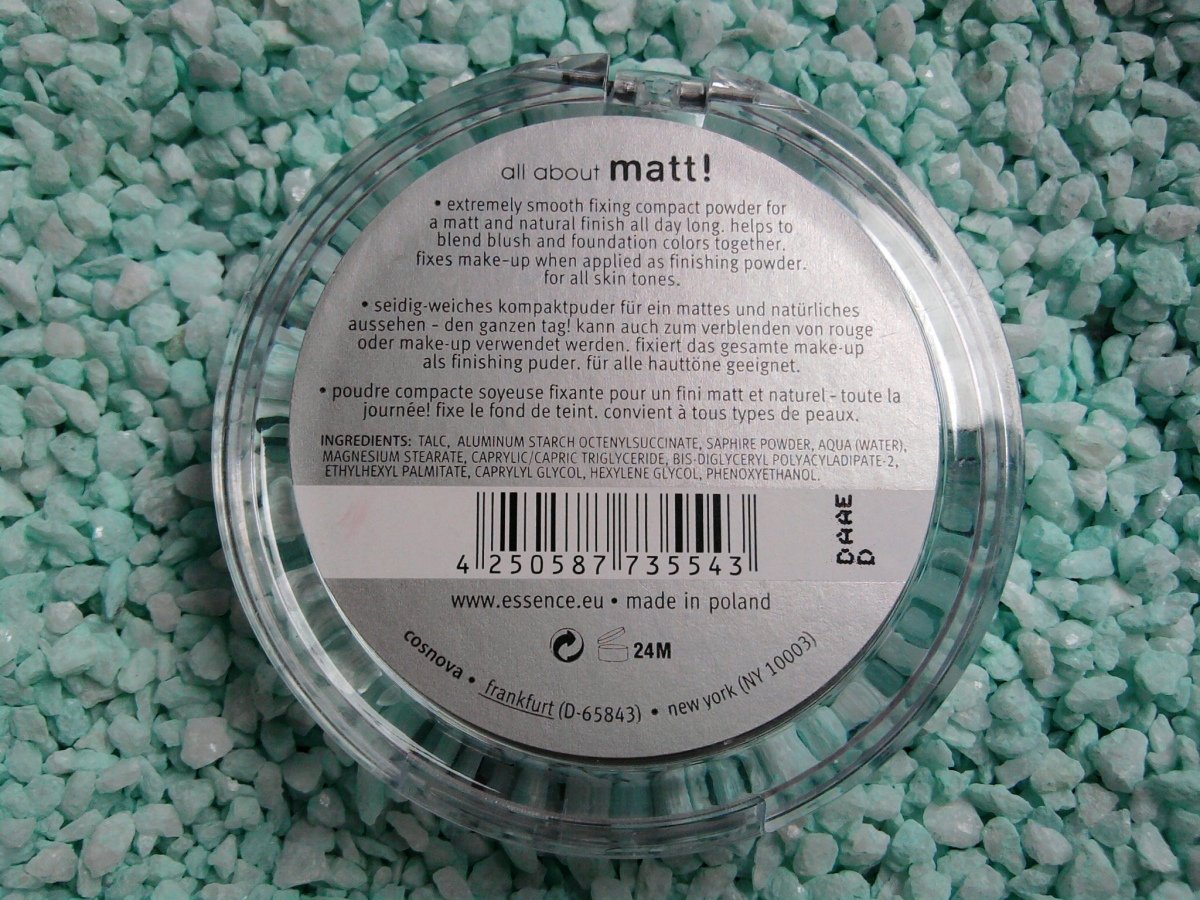 all about matt!
• extremely smooth fixing compact powder for
a matt and natural finish all day long. helps to
blend blush and foundation colors together.
fixes make-up when applied as finishing powder.
for all skin tones.
• seidig-weiches kompaktpuder für ein mattes und natürliches
aussehen – den ganzen tag! kann auch zum verblenden von rouge
oder make-up verwendet werden. fixiert das gesamte make-up
als finishing puder. für alle hauttöne geeignet.
• poudre compacte soyeuse fixante pour un fini matt et naturel – toute la
journée! fixe le fond de teint. convient à tous types de peaux.
INGREDIENTS: TALC, ALUMINUM STARCH OCTENYLSUCCINATE, SAPHIRE POWDER, AQUA (WATER),
MAGNESIUM STEARATE, CAPRYLIC/CAPRIC TRIGLYCERIDE, BIS-DIGLYCERYL POLYACYLADIPATE-2,
ETHYLHEXYL PALMITATE, CAPRYLYL GLYCOL, HEXYLENE GLYCOL, PHENOXYETHANOL.
4 250587 735543
DAAE
D
www.essence.eu • made in poland
24M
cosnova • frankfurt (D-65843) • new york (NY 10003)